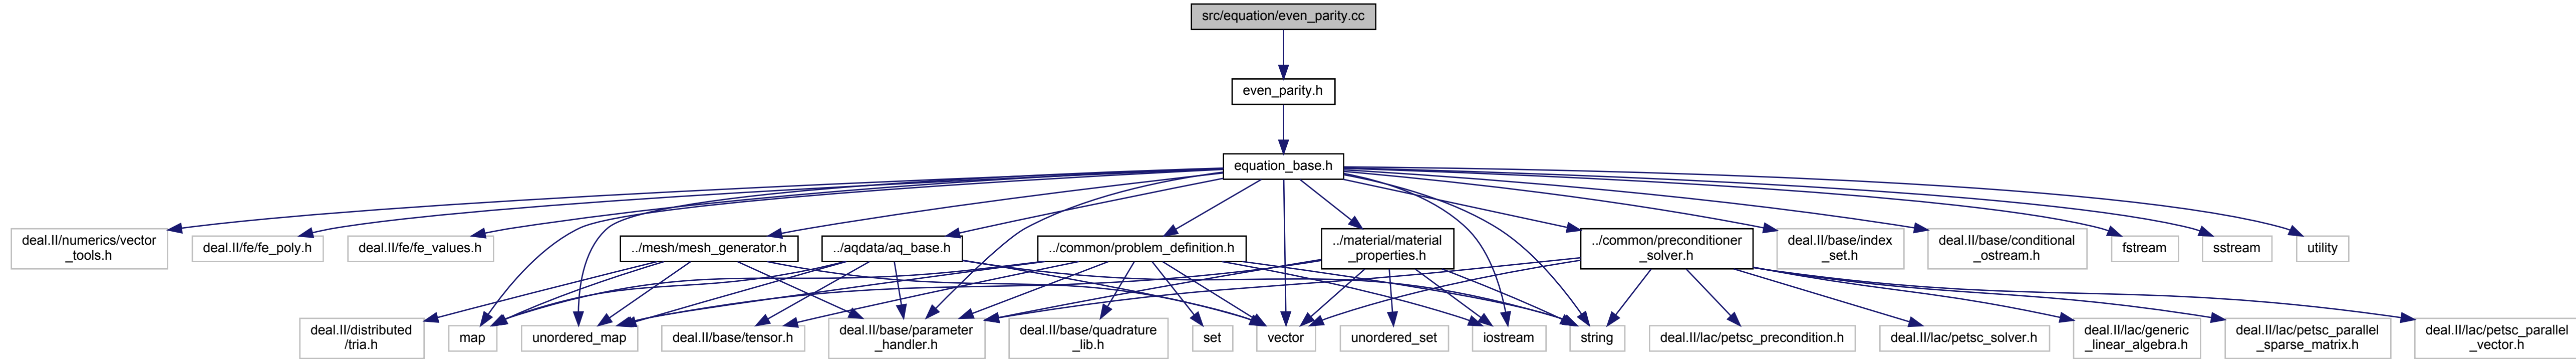 src/equation/even_parity.cc
even_parity.h
equation_base.h
deal.II/numerics/vector
_tools.h
deal.II/fe/fe_poly.h
deal.II/fe/fe_values.h
../mesh/mesh_generator.h
../aqdata/aq_base.h
../common/problem_definition.h
../material/material
_properties.h
../common/preconditioner
_solver.h
deal.II/base/index
_set.h
deal.II/base/conditional
_ostream.h
fstream
sstream
utility
deal.II/distributed
/tria.h
map
unordered_map
deal.II/base/tensor.h
deal.II/base/parameter
_handler.h
deal.II/base/quadrature
_lib.h
set
vector
unordered_set
iostream
string
deal.II/lac/petsc_precondition.h
deal.II/lac/petsc_solver.h
deal.II/lac/generic
_linear_algebra.h
deal.II/lac/petsc_parallel
_sparse_matrix.h
deal.II/lac/petsc_parallel
_vector.h